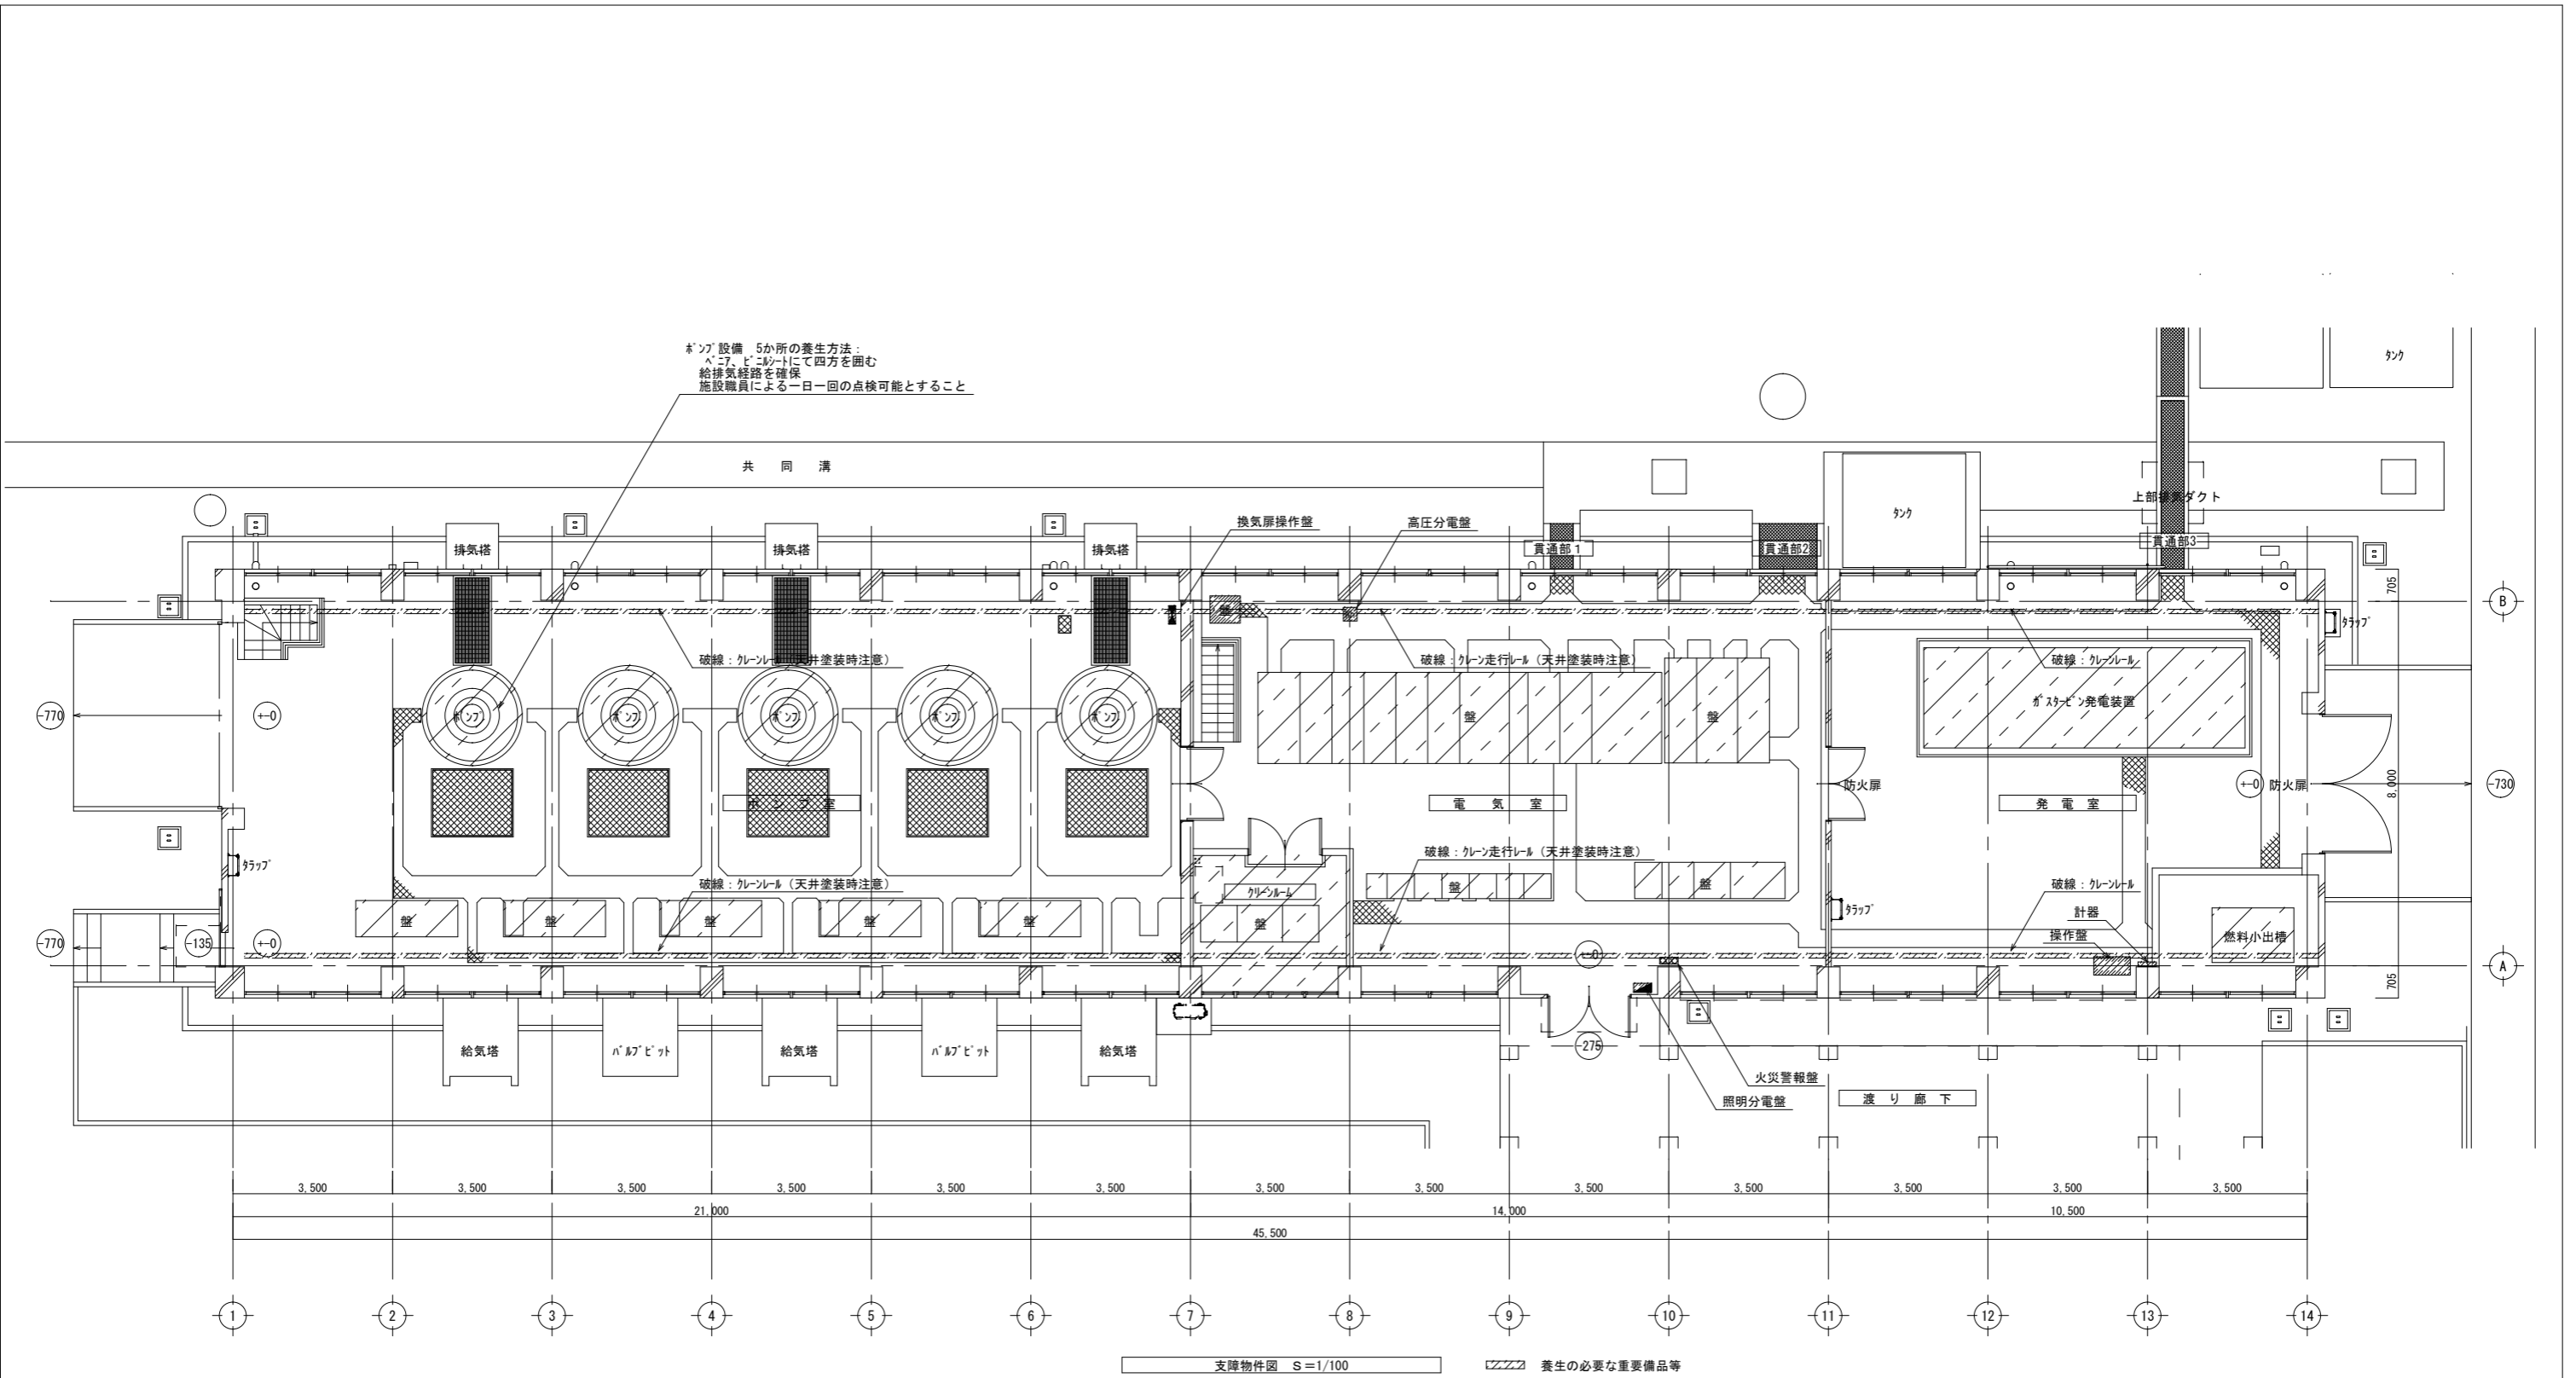 ﾎﾟﾝﾌﾟ設備 5か所の養生方法：
ﾍﾞﾆｱ、ﾋﾞﾆﾙｼｰﾄにて四方を囲む
給排気経路を確保
施設職員による一日一回の点検可能とすること
ﾀﾝｸ
共 同 溝
ﾀﾝｸ
上部排気ダクト
換気扉操作盤
高圧分電盤
排気塔
排気塔
排気塔
貫通部1
貫通部2
貫通部3
705
B
盤
ﾀﾗｯﾌﾟ
破線：ｸﾚｰﾝﾚｰﾙ（天井塗装時注意）
破線：ｸﾚｰﾝ走行ﾚｰﾙ（天井塗装時注意）
破線：ｸﾚｰﾝﾚｰﾙ
-770
+-0
ﾎﾟﾝﾌﾟ
ﾎﾟﾝﾌﾟ
ﾎﾟﾝﾌﾟ
ﾎﾟﾝﾌﾟ
ﾎﾟﾝﾌﾟ
盤
盤
ｶﾞｽﾀｰﾋﾞﾝ発電装置
防火扉
+-0
防火扉
8,000
-730
ポ ン プ 室
電 気 室
発 電 室
ﾀﾗｯﾌﾟ
破線：ｸﾚｰﾝﾚｰﾙ（天井塗装時注意）
破線：ｸﾚｰﾝ走行ﾚｰﾙ（天井塗装時注意）
ｸﾘｰﾝﾙｰﾑ
盤
盤
破線：ｸﾚｰﾝﾚｰﾙ
ﾀﾗｯﾌﾟ
計器
盤
盤
盤
盤
盤
盤
操作盤
燃料小出槽
-770
-135
+-0
+-0
A
705
給気塔
ﾊﾞﾙﾌﾞﾋﾟｯﾄ
給気塔
ﾊﾞﾙﾌﾞﾋﾟｯﾄ
給気塔
-275
火災警報盤
照明分電盤
渡 り 廊 下
3,500
3,500
3,500
3,500
3,500
3,500
3,500
3,500
3,500
3,500
3,500
3,500
3,500
21,000
14,000
10,500
45,500
1
2
3
4
5
6
7
8
9
10
11
12
13
14
支障物件図 S=1/100
養生の必要な重要備品等